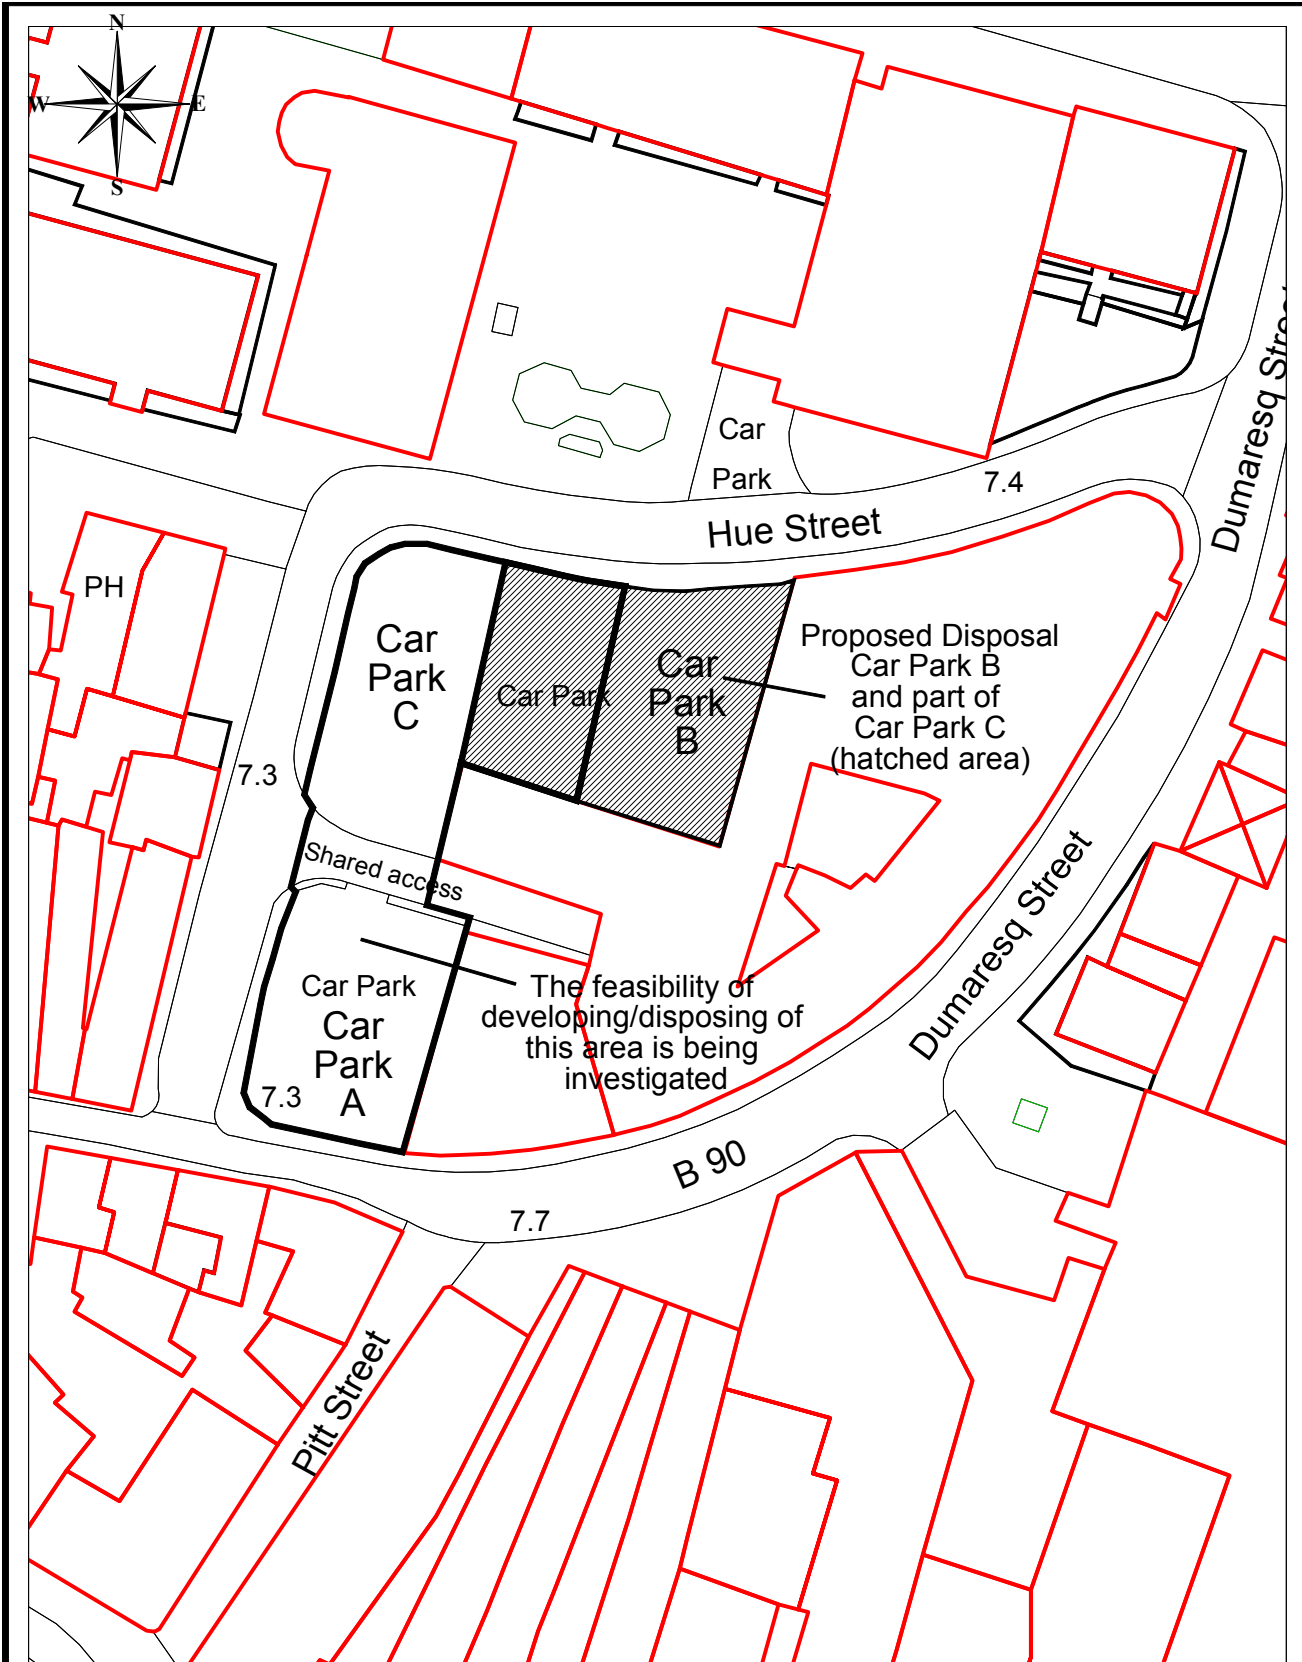 N
W
E
S
Dumaresq Street
Car
Park
7.4
Hue Street
PH
Car
Park
C
Car Park
Car
Park
B
Proposed Disposal
Car Park B
and part of
Car Park C
(hatched area)
7.3
Shared access
Dumaresq Street
Car Park
Car
Park
A
7.3
The feasibility of
developing/disposing of
this area is being
investigated
B 90
7.7
Pitt Street